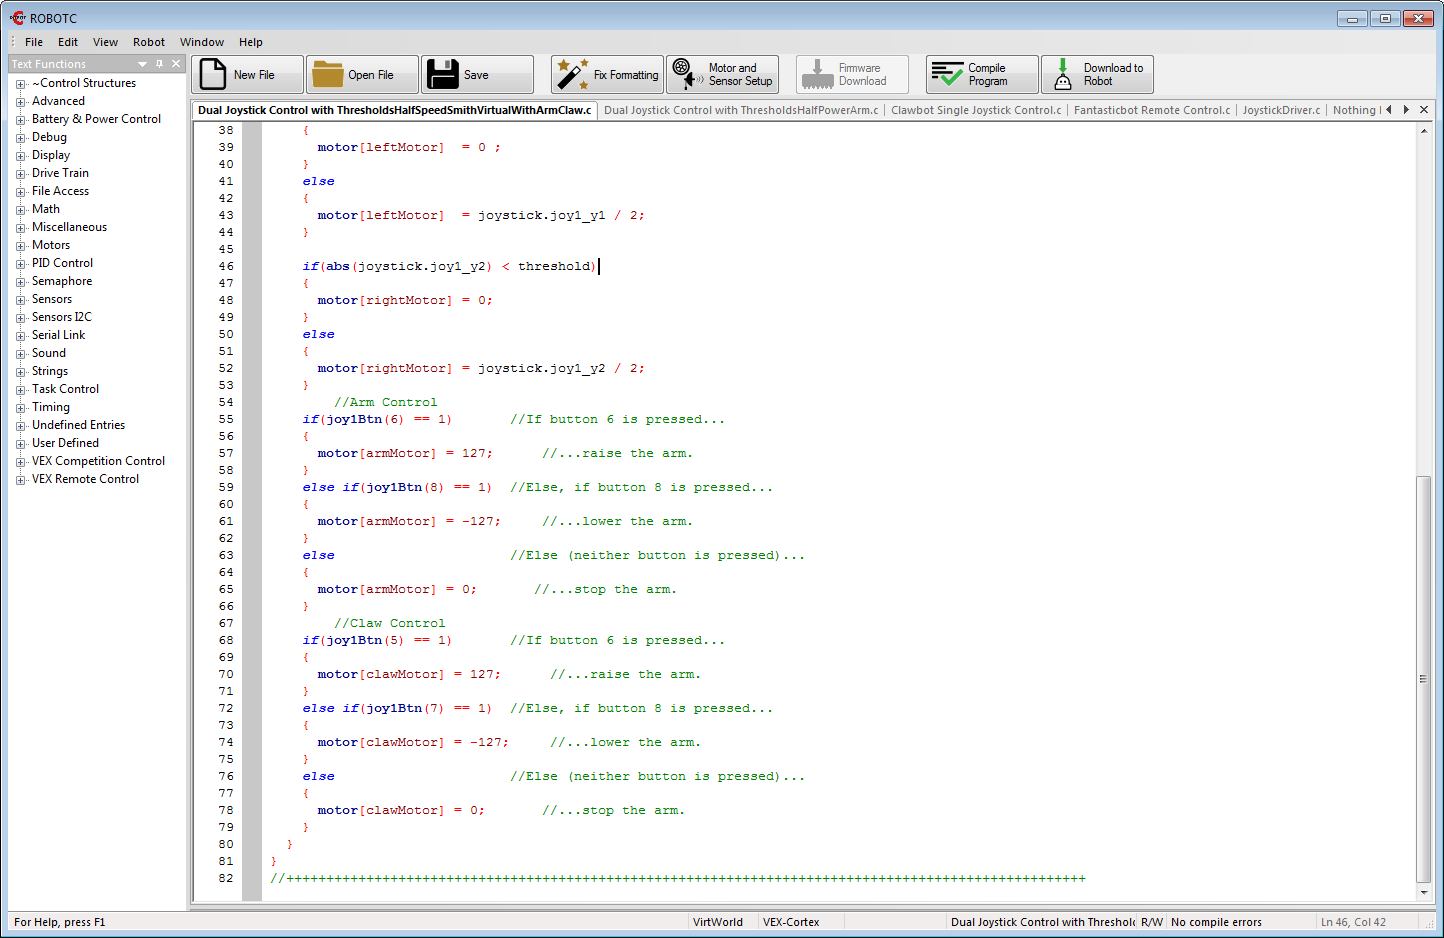 ROBOTC
File Edit View Robot Window Help
Text Functions
~Control Structures
Advanced
Battery & Power Control
Debug
Display
Drive Train
File Access
Math
Miscellaneous
Motors
PID Control
Semaphore
Sensors
Sensors I2C
Serial Link
Sound
Strings
Task Control
Timing
Undefined Entries
User Defined
VEX Competition Control
VEX Remote Control
New File
Open File
Save
Fix Formatting
Motor and
Sensor Setup
Firmware
Download
Compile
Program
Download to
Robot
Dual Joystick Control with ThresholdsHalfSpeedSmithVirtualWithArmClaw.c Dual Joystick Control with ThresholdsHalfPowerArm.c Clawbot Single Joystick Control.c Fantasticbot Remote Control.c JoystickDriver.c Nothing
38 {
39 motor[leftMotor] = 0 ;
40 }
41 else
42 {
43 motor[leftMotor] = joystick.joy1_y1 / 2;
44 }
45
46 if(abs(joystick.joy1_y2) < threshold)
47 {
48 motor[rightMotor] = 0;
49 }
50 else
51 {
52 motor[rightMotor] = joystick.joy1_y2 / 2;
53 }
54 //Arm Control
55 if(joy1Btn(6) == 1) //If button 6 is pressed...
56 {
57 motor[armMotor] = 127; //...raise the arm.
58 }
59 else if(joy1Btn(8) == 1) //Else, if button 8 is pressed...
60 {
61 motor[armMotor] = -127; //...lower the arm.
62 }
63 else //Else (neither button is pressed)...
64 {
65 motor[armMotor] = 0; //...stop the arm.
66 }
67 //Claw Control
68 if(joy1Btn(5) == 1) //If button 6 is pressed...
69 {
70 motor[clawMotor] = 127; //...raise the arm.
71 }
72 else if(joy1Btn(7) == 1) //Else, if button 8 is pressed...
73 {
74 motor[clawMotor] = -127; //...lower the arm.
75 }
76 else //Else (neither button is pressed)...
77 {
78 motor[clawMotor] = 0; //...stop the arm.
79 }
80 }
81 }
82 //++++++++++++++++++++++++++++++++++++++++++++++++++++++++++++++++++++++++++++++++++++++++++++++++++++
For Help, press F1 VirtWorld VEX-Cortex Dual Joystick Control with Threshold R/W No compile errors Ln 46, Col 42